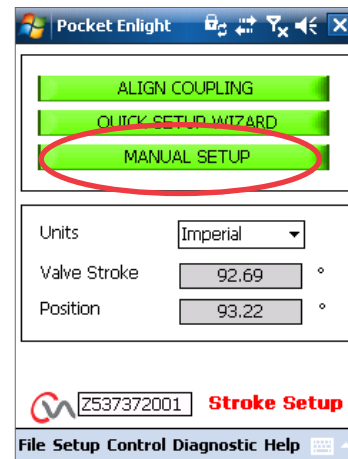 Pocket Enlight
ALIGN COUPLING
QUICK SETUP WIZARD
MANUAL SETUP
Units Imperial
Valve Stroke 92.69 °
Position 93.22 °
Z537372001 Stroke Setup
File Setup Control Diagnostic Help